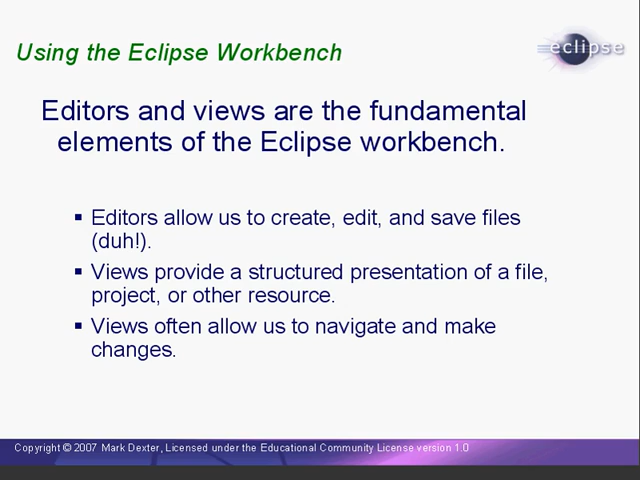 Using the Eclipse Workbench
eclipse
Editors and views are the fundamental
elements of the Eclipse workbench.
▪ Editors allow us to create, edit, and save files
(duh!).
▪ Views provide a structured presentation of a file,
project, or other resource.
▪ Views often allow us to navigate and make
changes.
Copyright © 2007 Mark Dexter, Licensed under the Educational Community License version 1.0